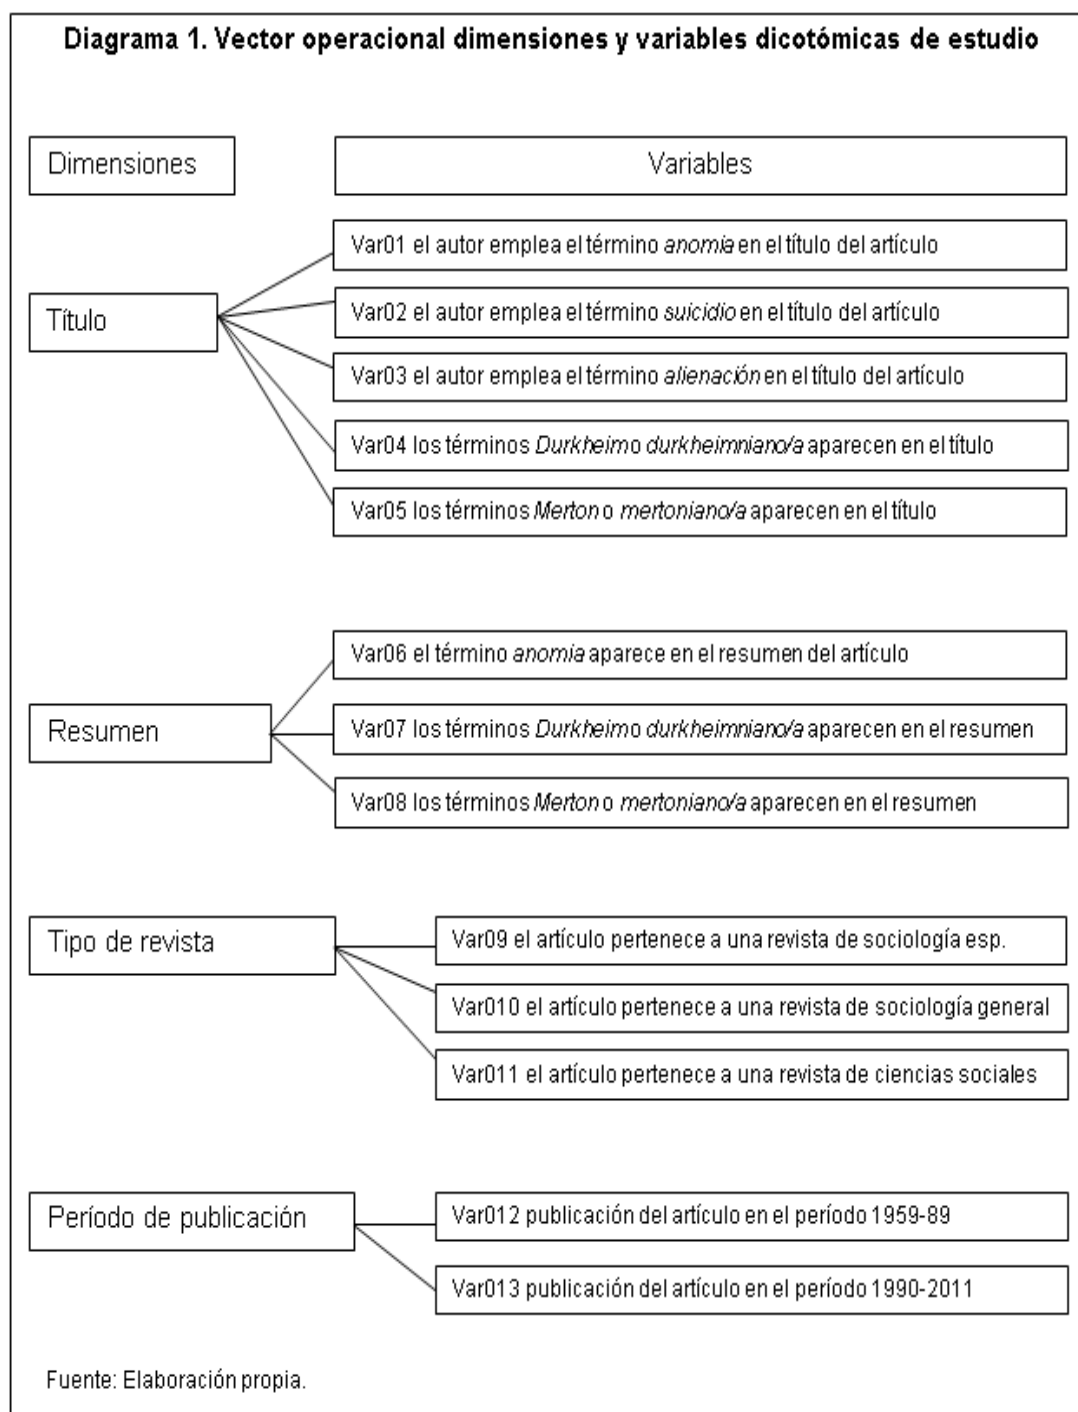 Diagrama 1. Vector operacional dimensiones y variables dicotómicas de estudio
Dimensiones
Variables
Título
Var01 el autor emplea el término anomia en el título del artículo
Var02 el autor emplea el término suicidio en el título del artículo
Var03 el autor emplea el término alienación en el título del artículo
Var04 los términos Durkheim o durkheimniano/a aparecen en el título
Var05 los términos Merton o mertoniano/a aparecen en el título
Resumen
Var06 el término anomia aparece en el resumen del artículo
Var07 los términos Durkheim o durkheimniano/a aparecen en el resumen
Var08 los términos Merton o mertoniano/a aparecen en el resumen
Tipo de revista
Var09 el artículo pertenece a una revista de sociología esp.
Var010 el artículo pertenece a una revista de sociología general
Var011 el artículo pertenece a una revista de ciencias sociales
Período de publicación
Var012 publicación del artículo en el período 1959-89
Var013 publicación del artículo en el período 1990-2011
Fuente: Elaboración propia.